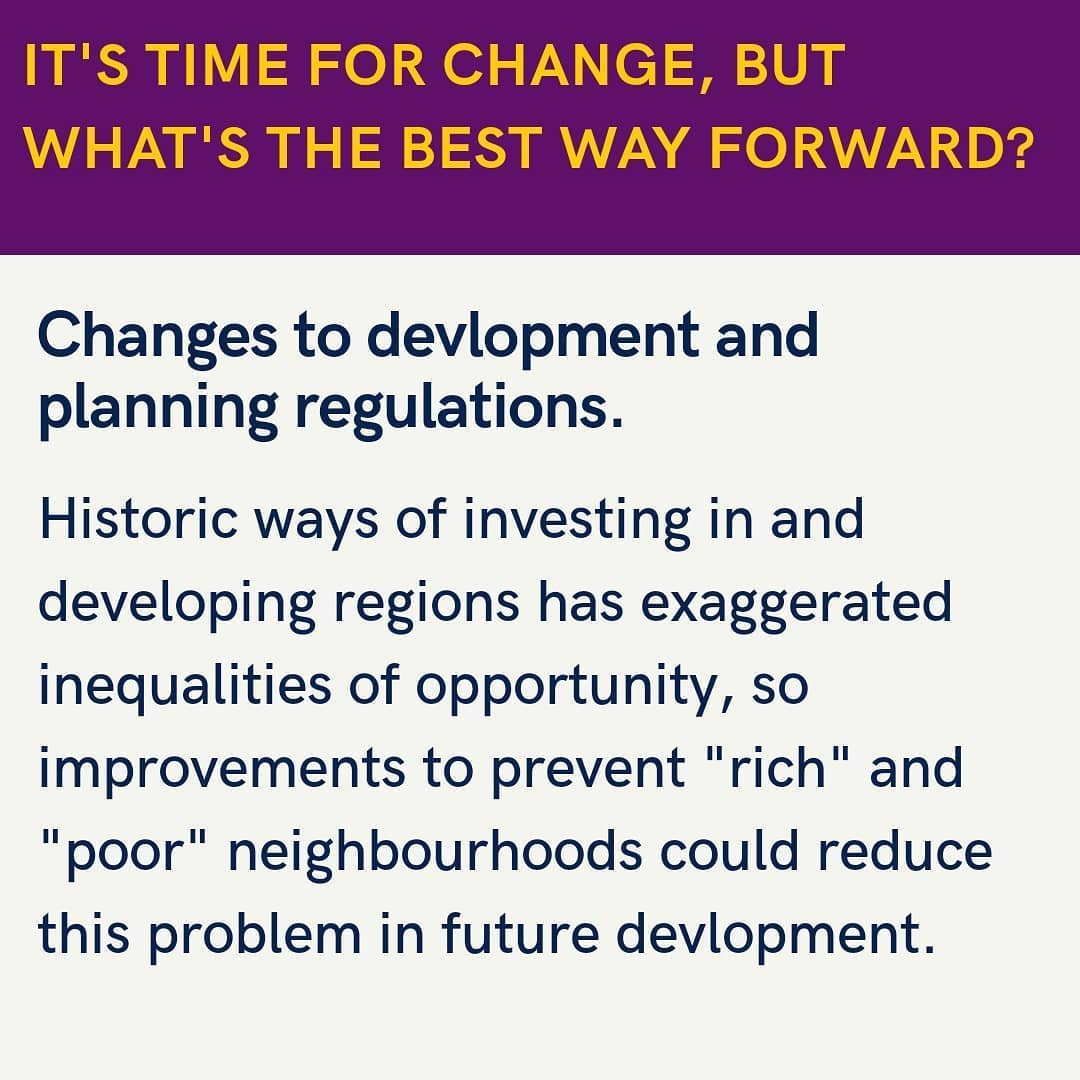 IT'S TIME FOR CHANGE, BUT
WHAT'S THE BEST WAY FORWARD?
Changes to devlopment and
planning regulations.
Historic ways of investing in and
developing regions has exaggerated
inequalities of opportunity, so
improvements to prevent "rich" and
"poor" neighbourhoods could reduce
this problem in future devlopment.